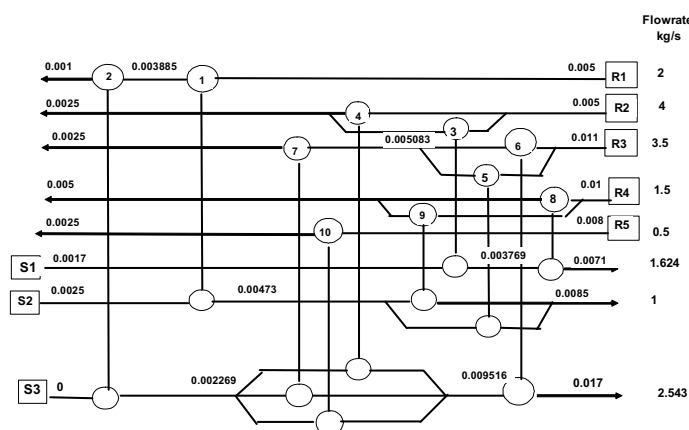 Flowrate
kg/s
0.001 2 0.003885 1 0.005 R1 2
0.0025 4 0.005 R2 4
3
0.0025 7 0.005083 6 0.011 R3 3.5
5
0.005 8 0.01 R4 1.5
9
0.0025 10 0.008 R5 0.5
S1 0.0017 0.003769 0.0071 1.624
S2 0.0025 0.00473 0.0085 1
S3 0 0.002269 0.009516 0.017 2.543